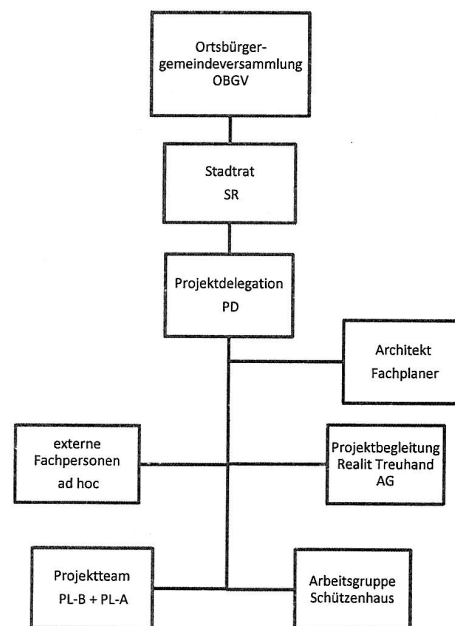 Ortsbürger-
gemeindeversammlung
OBGV
Stadtrat
SR
Projektdelegation
PD
Architekt
Fachplaner
externe
Fachpersonen
ad hoc
Projektbegleitung
Realit Treuhand
AG
Projektteam
PL-B + PL-A
Arbeitsgruppe
Schützenhaus